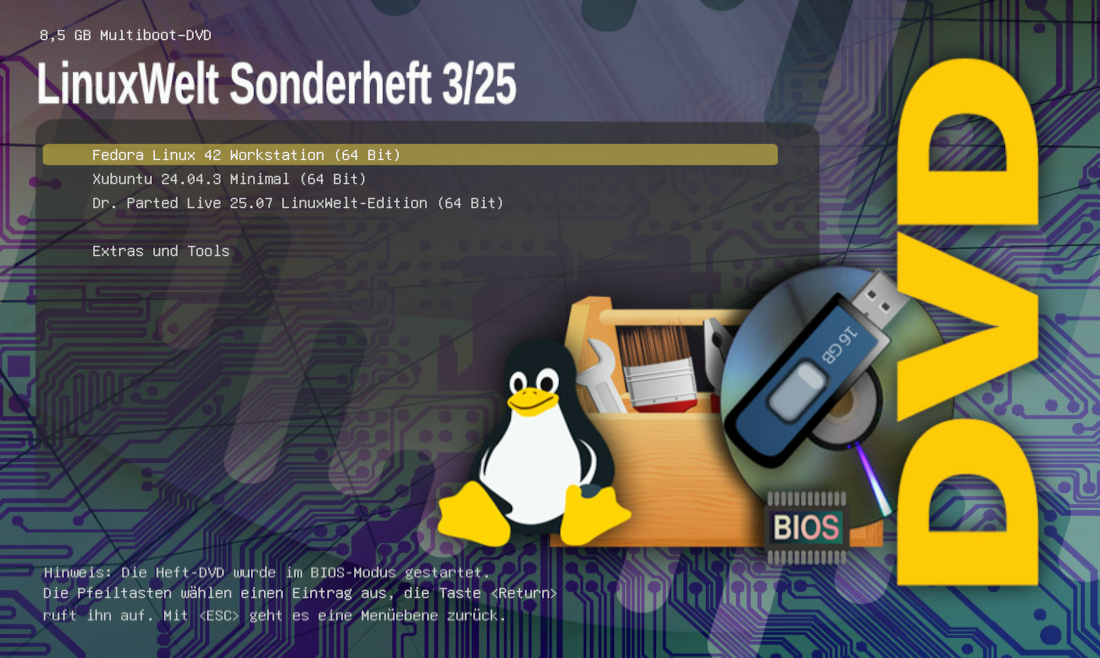 8,5 GB Multiboot-DVD
LinuxWelt Sonderheft 3/25
Fedora Linux 42 Workstation (64 Bit)
Xubuntu 24.04.3 Minimal (64 Bit)
Dr. Parted Live 25.07 LinuxWelt-Edition (64 Bit)
Extras und Tools
16 GB
DVD
BIOS
Hinweis: Die Heft-DVD wurde im BIOS-Modus gestartet.
Die Pfeiltasten wählen einen Eintrag aus, die Taste <Return>
ruft ihn auf. Mit <ESC> geht es eine Menüebene zurück.